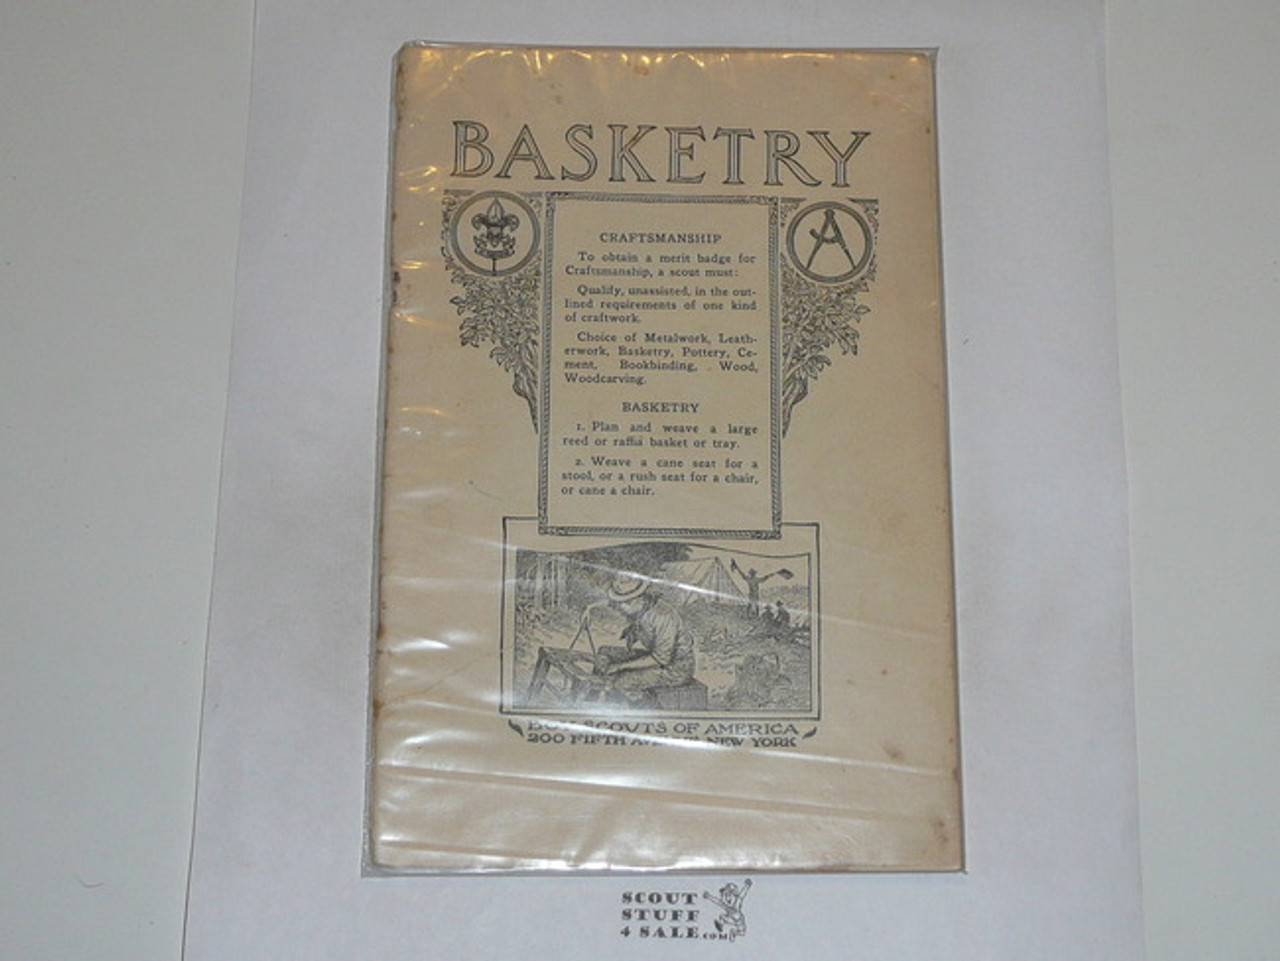 BASKETRY
CRAFTSMANSHIP
To obtain a merit badge for
Craftsmanship, a scout must:
Qualify, unassisted, in the out-
lined requirements of one kind
of craftwork.
Choice of Metalwork, Leath-
erwork, Basketry, Pottery, Ce-
ment, Bookbinding, Wood,
Woodcarving.
BASKETRY
1. Plan and weave a large
reed or raffia basket or tray.
2. Weave a cane seat for a
stool, or a rush seat for a chair,
or cane a chair.
BOY SCOUTS OF AMERICA
200 FIFTH AVENUE NEW YORK
SCOUT
STUFF
4 SALE.COM